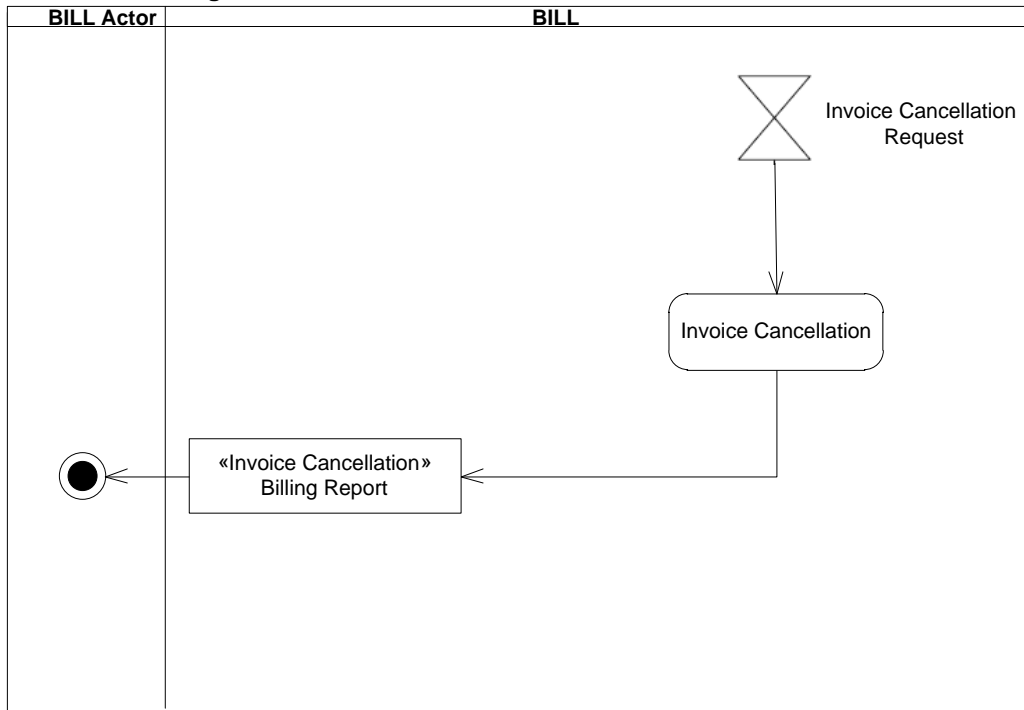 BILL Actor
BILL
Invoice Cancellation
Request
Invoice Cancellation
«Invoice Cancellation»
Billing Report